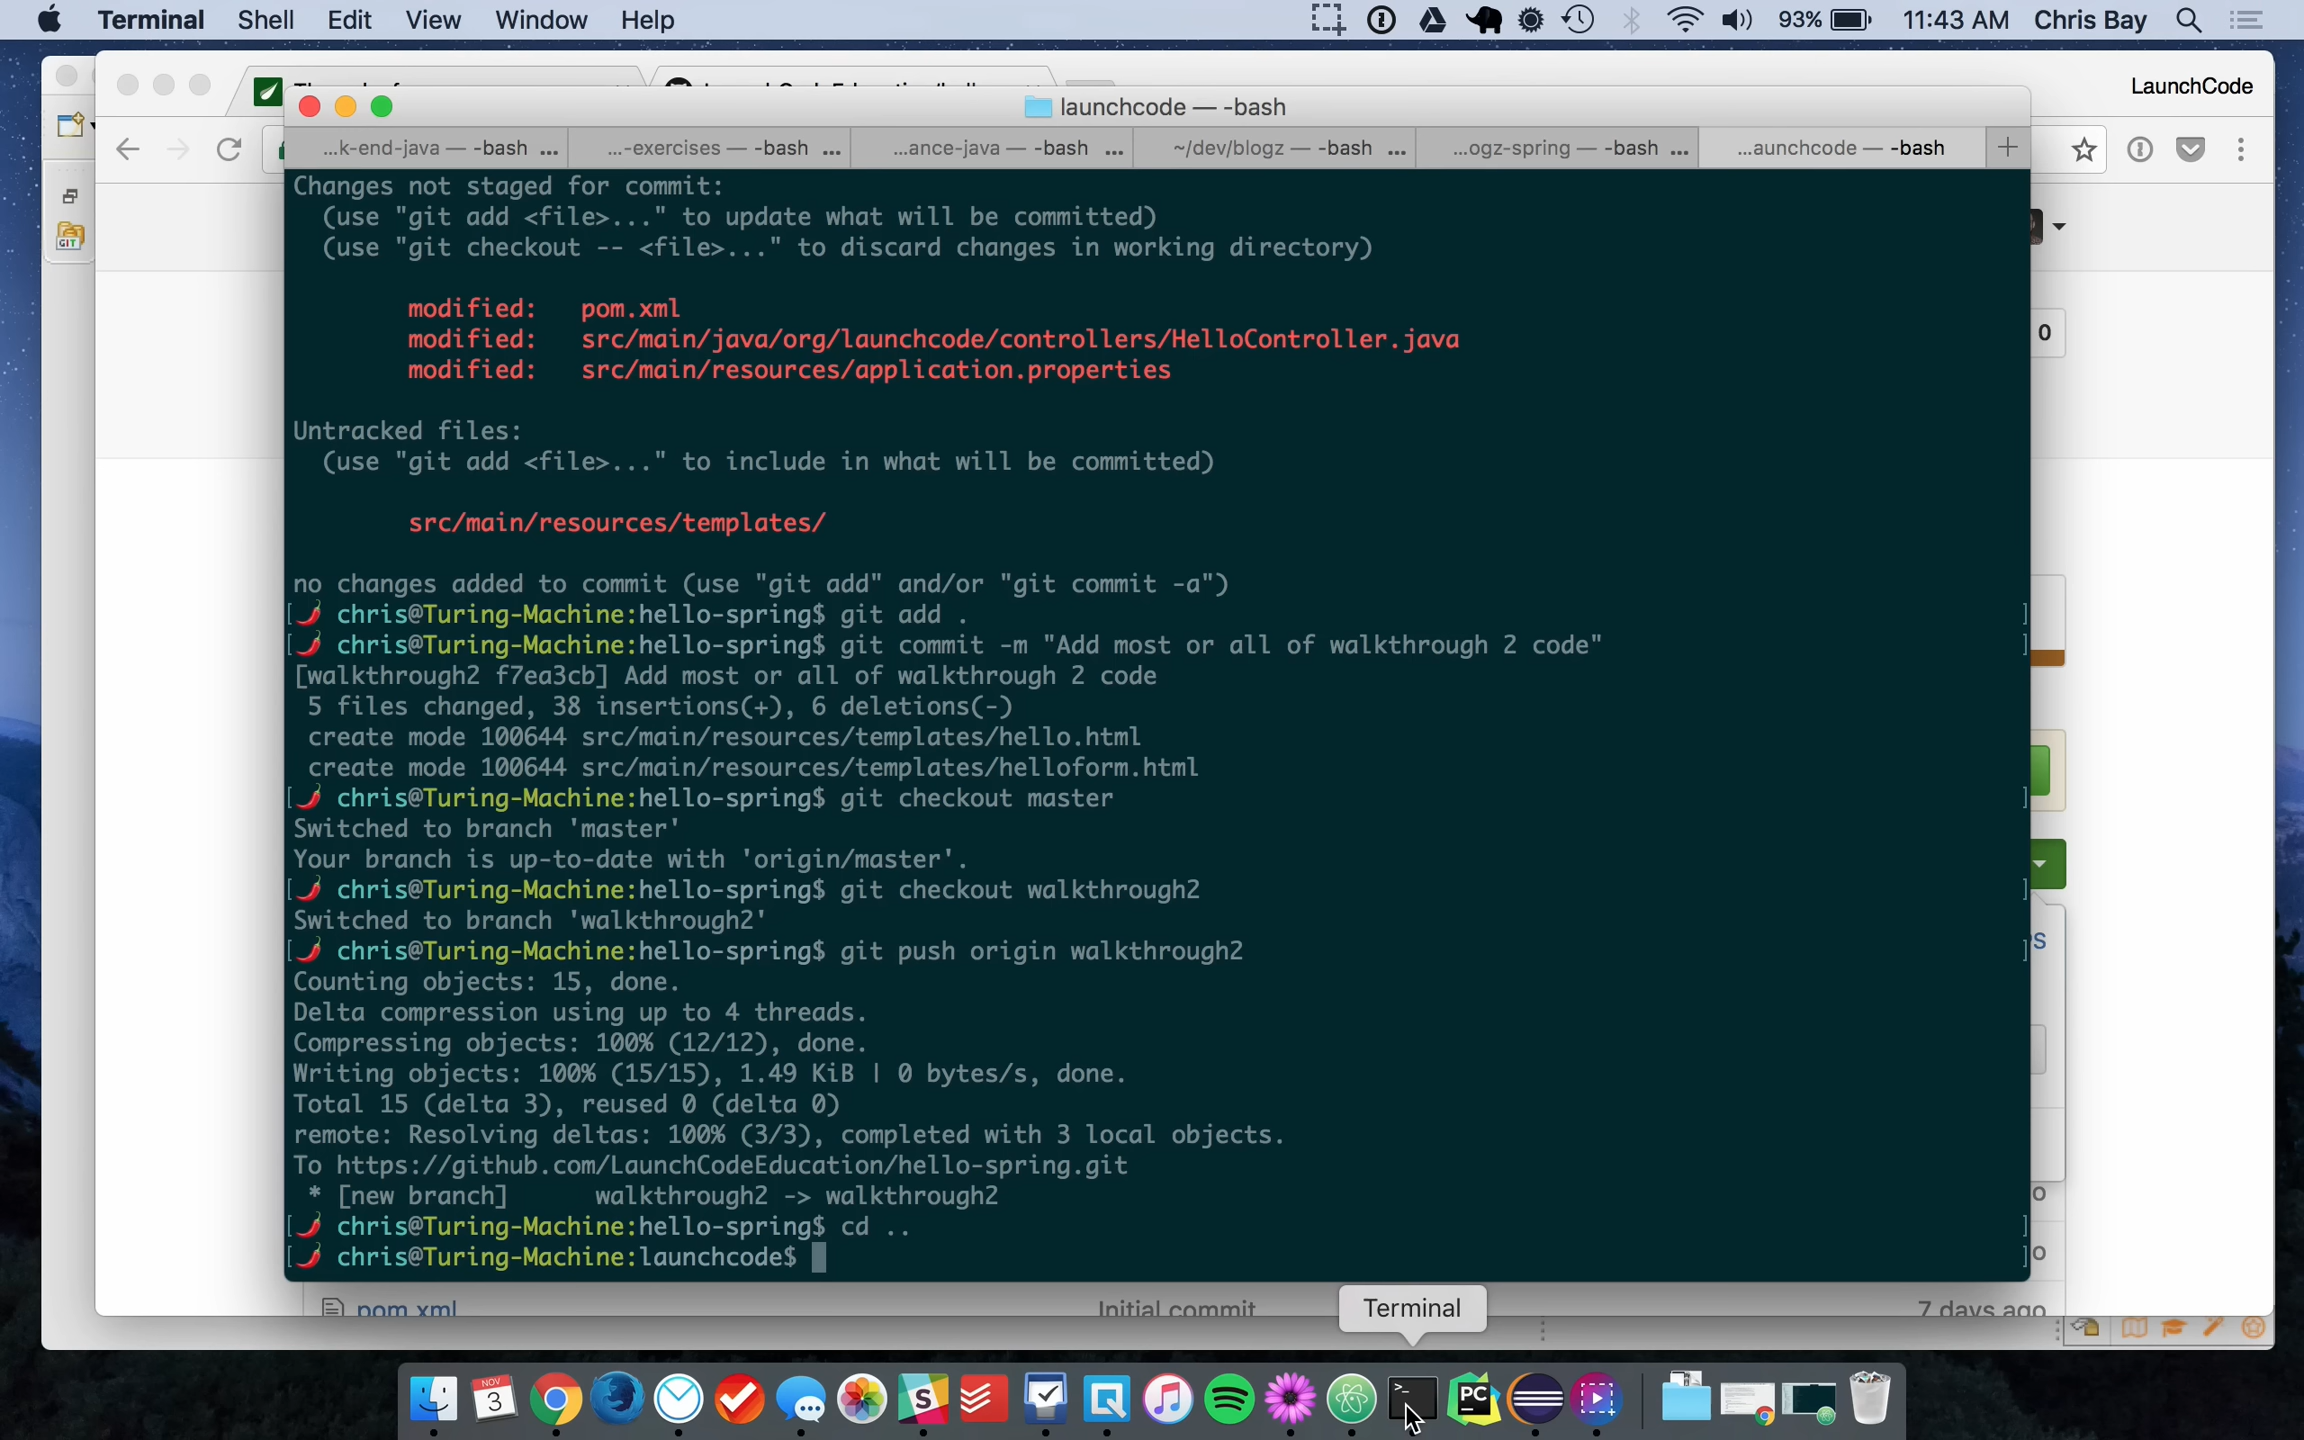 Terminal Shell Edit View Window Help 93% 11:43 AM Chris Bay
LaunchCode
launchcode — -bash
...k-end-java — -bash ... ...-exercises — -bash ... ...ance-java — -bash ... ~/dev/blogz — -bash ... ...ogz-spring — -bash ... ...aunchcode — -bash +
Changes not staged for commit:
(use "git add <file>..." to update what will be committed)
(use "git checkout -- <file>..." to discard changes in working directory)
modified: pom.xml
modified: src/main/java/org/launchcode/controllers/HelloController.java
modified: src/main/resources/application.properties
0
Untracked files:
(use "git add <file>..." to include in what will be committed)
src/main/resources/templates/
no changes added to commit (use "git add" and/or "git commit -a")
[🌶 chris@Turing-Machine:hello-spring$ git add . ]
[🌶 chris@Turing-Machine:hello-spring$ git commit -m "Add most or all of walkthrough 2 code" ]
[walkthrough2 f7ea3cb] Add most or all of walkthrough 2 code
5 files changed, 38 insertions(+), 6 deletions(-)
create mode 100644 src/main/resources/templates/hello.html
create mode 100644 src/main/resources/templates/helloform.html
[🌶 chris@Turing-Machine:hello-spring$ git checkout master ]
Switched to branch 'master'
Your branch is up-to-date with 'origin/master'.
[🌶 chris@Turing-Machine:hello-spring$ git checkout walkthrough2 ]
Switched to branch 'walkthrough2'
[🌶 chris@Turing-Machine:hello-spring$ git push origin walkthrough2 ]
Counting objects: 15, done.
Delta compression using up to 4 threads.
Compressing objects: 100% (12/12), done.
Writing objects: 100% (15/15), 1.49 KiB | 0 bytes/s, done.
Total 15 (delta 3), reused 0 (delta 0)
remote: Resolving deltas: 100% (3/3), completed with 3 local objects.
To https://github.com/LaunchCodeEducation/hello-spring.git
* [new branch] walkthrough2 -> walkthrough2
[🌶 chris@Turing-Machine:hello-spring$ cd .. ]
[🌶 chris@Turing-Machine:launchcode$ ]
pom.xml Initial commit 7 days ago
Terminal
NOV
3
PC
GIT